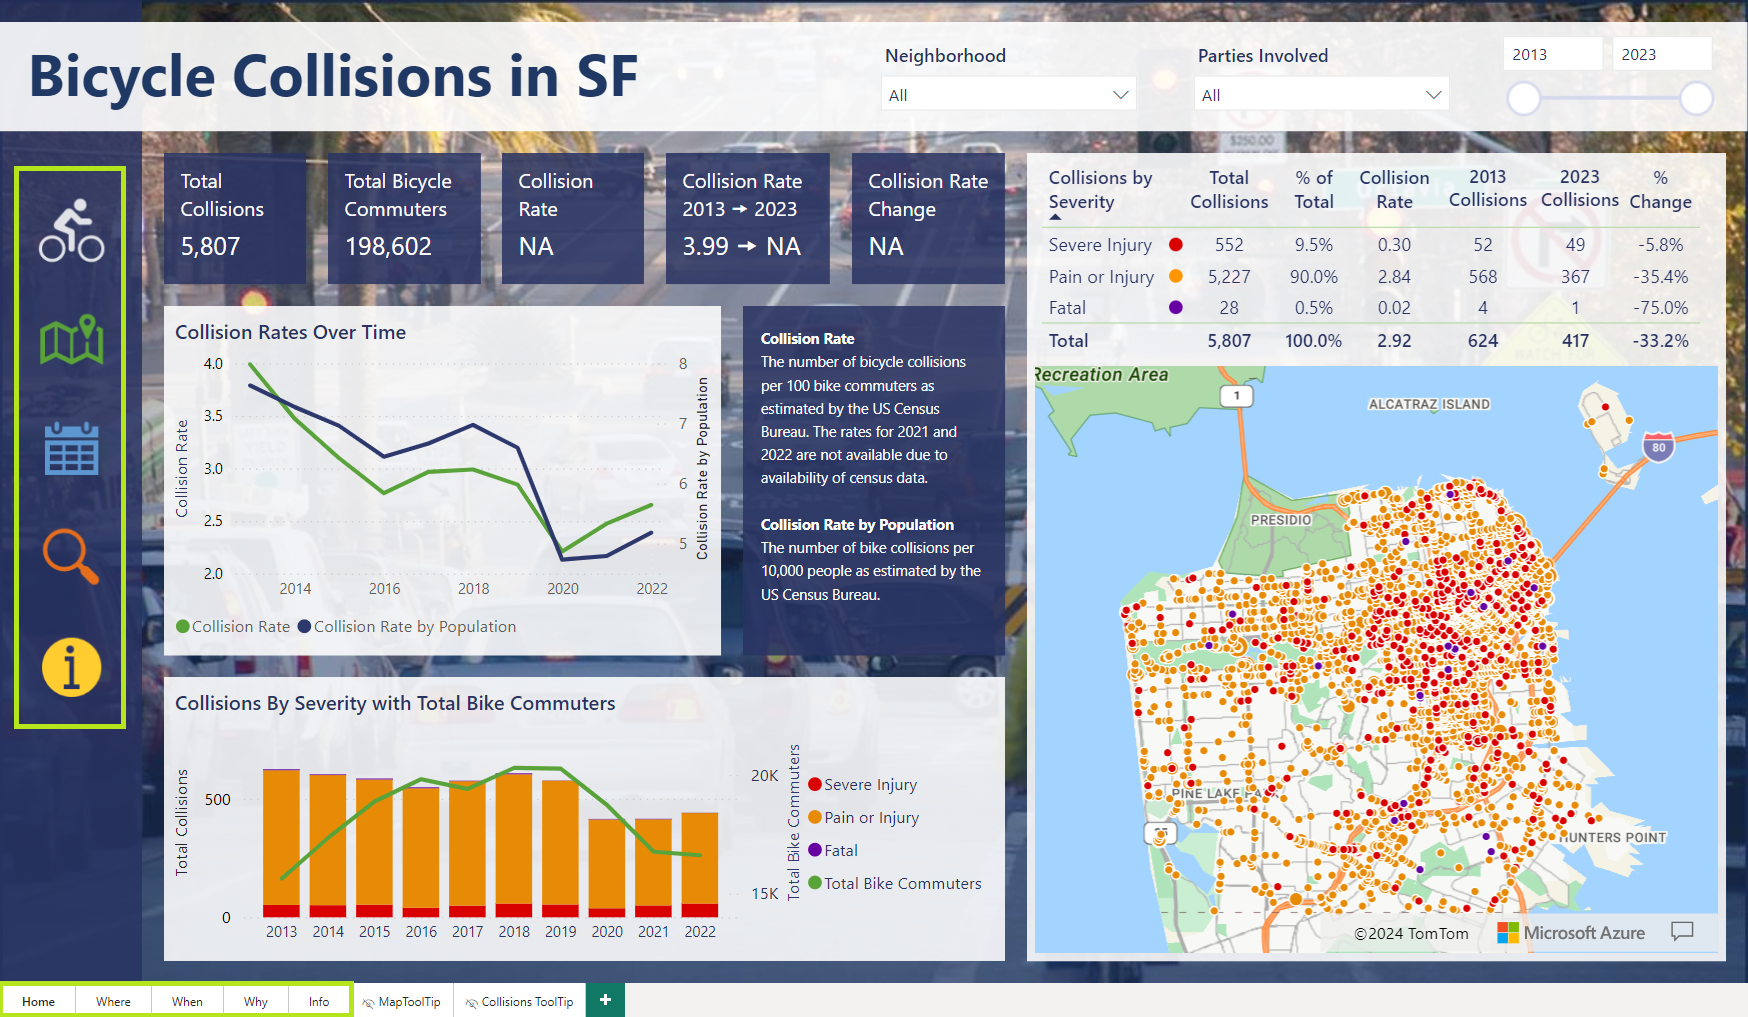 Bicycle Collisions in SF
Neighborhood
All
Parties Involved
All
2013
2023
$250.00
Total
Collisions
5,807
Total Bicycle
Commuters
198,602
Collision
Rate
NA
Collision Rate
2013 → 2023
3.99 → NA
Collision Rate
Change
NA
Collisions by Severity Total Collisions % of Total Collision Rate 2013 Collisions 2023 Collisions % Change
Severe Injury 552 9.5% 0.30 52 49 -5.8%
Pain or Injury 5,227 90.0% 2.84 568 367 -35.4%
Fatal 28 0.5% 0.02 4 1 -75.0%
Total 5,807 100.0% 2.92 624 417 -33.2%
Collision Rates Over Time
Collision Rate
4.0
3.5
3.0
2.5
2.0
8
7
6
5
Collision Rate by Population
2014 2016 2018 2020 2022
Collision Rate Collision Rate by Population
Collision Rate
The number of bicycle collisions
per 100 bike commuters as
estimated by the US Census
Bureau. The rates for 2021 and
2022 are not available due to
availability of census data.
Collision Rate by Population
The number of bike collisions per
10,000 people as estimated by the
US Census Bureau.
Collisions By Severity with Total Bike Commuters
Total Collisions
500
0
20K
15K
Total Bike Commuters
2013 2014 2015 2016 2017 2018 2019 2020 2021 2022
Severe Injury
Pain or Injury
Fatal
Total Bike Commuters
Recreation Area
1
ALCATRAZ ISLAND
80
PRESIDIO
PINE LAKE
HUNTERS POINT
©2024 TomTom
Microsoft Azure
Home
Where
When
Why
Info
MapToolTip
Collisions ToolTip
+